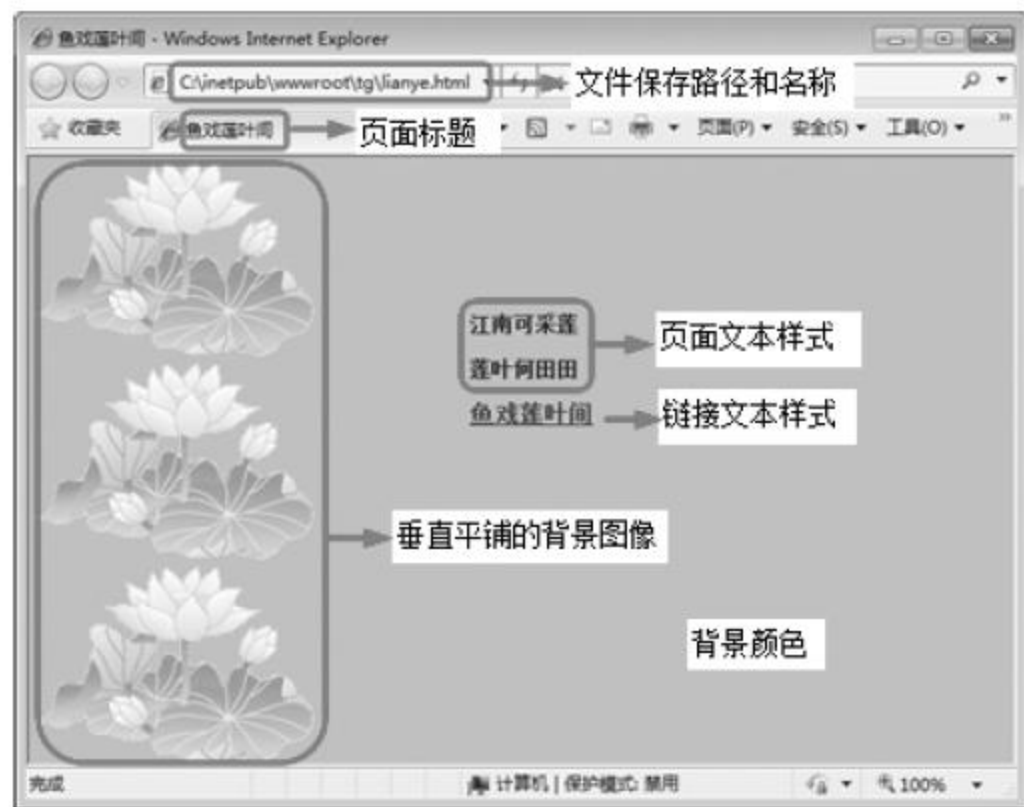 鱼戏莲叶间 - Windows Internet Explorer
C:\inetpub\wwwroot\tg\lianye.html
文件保存路径和名称
收藏夹
鱼戏莲叶间
页面标题
页面(P)
安全(S)
工具(O)
»
江南可采莲
莲叶何田田
页面文本样式
鱼戏莲叶间
链接文本样式
垂直平铺的背景图像
背景颜色
完成
计算机 | 保护模式: 禁用
100%